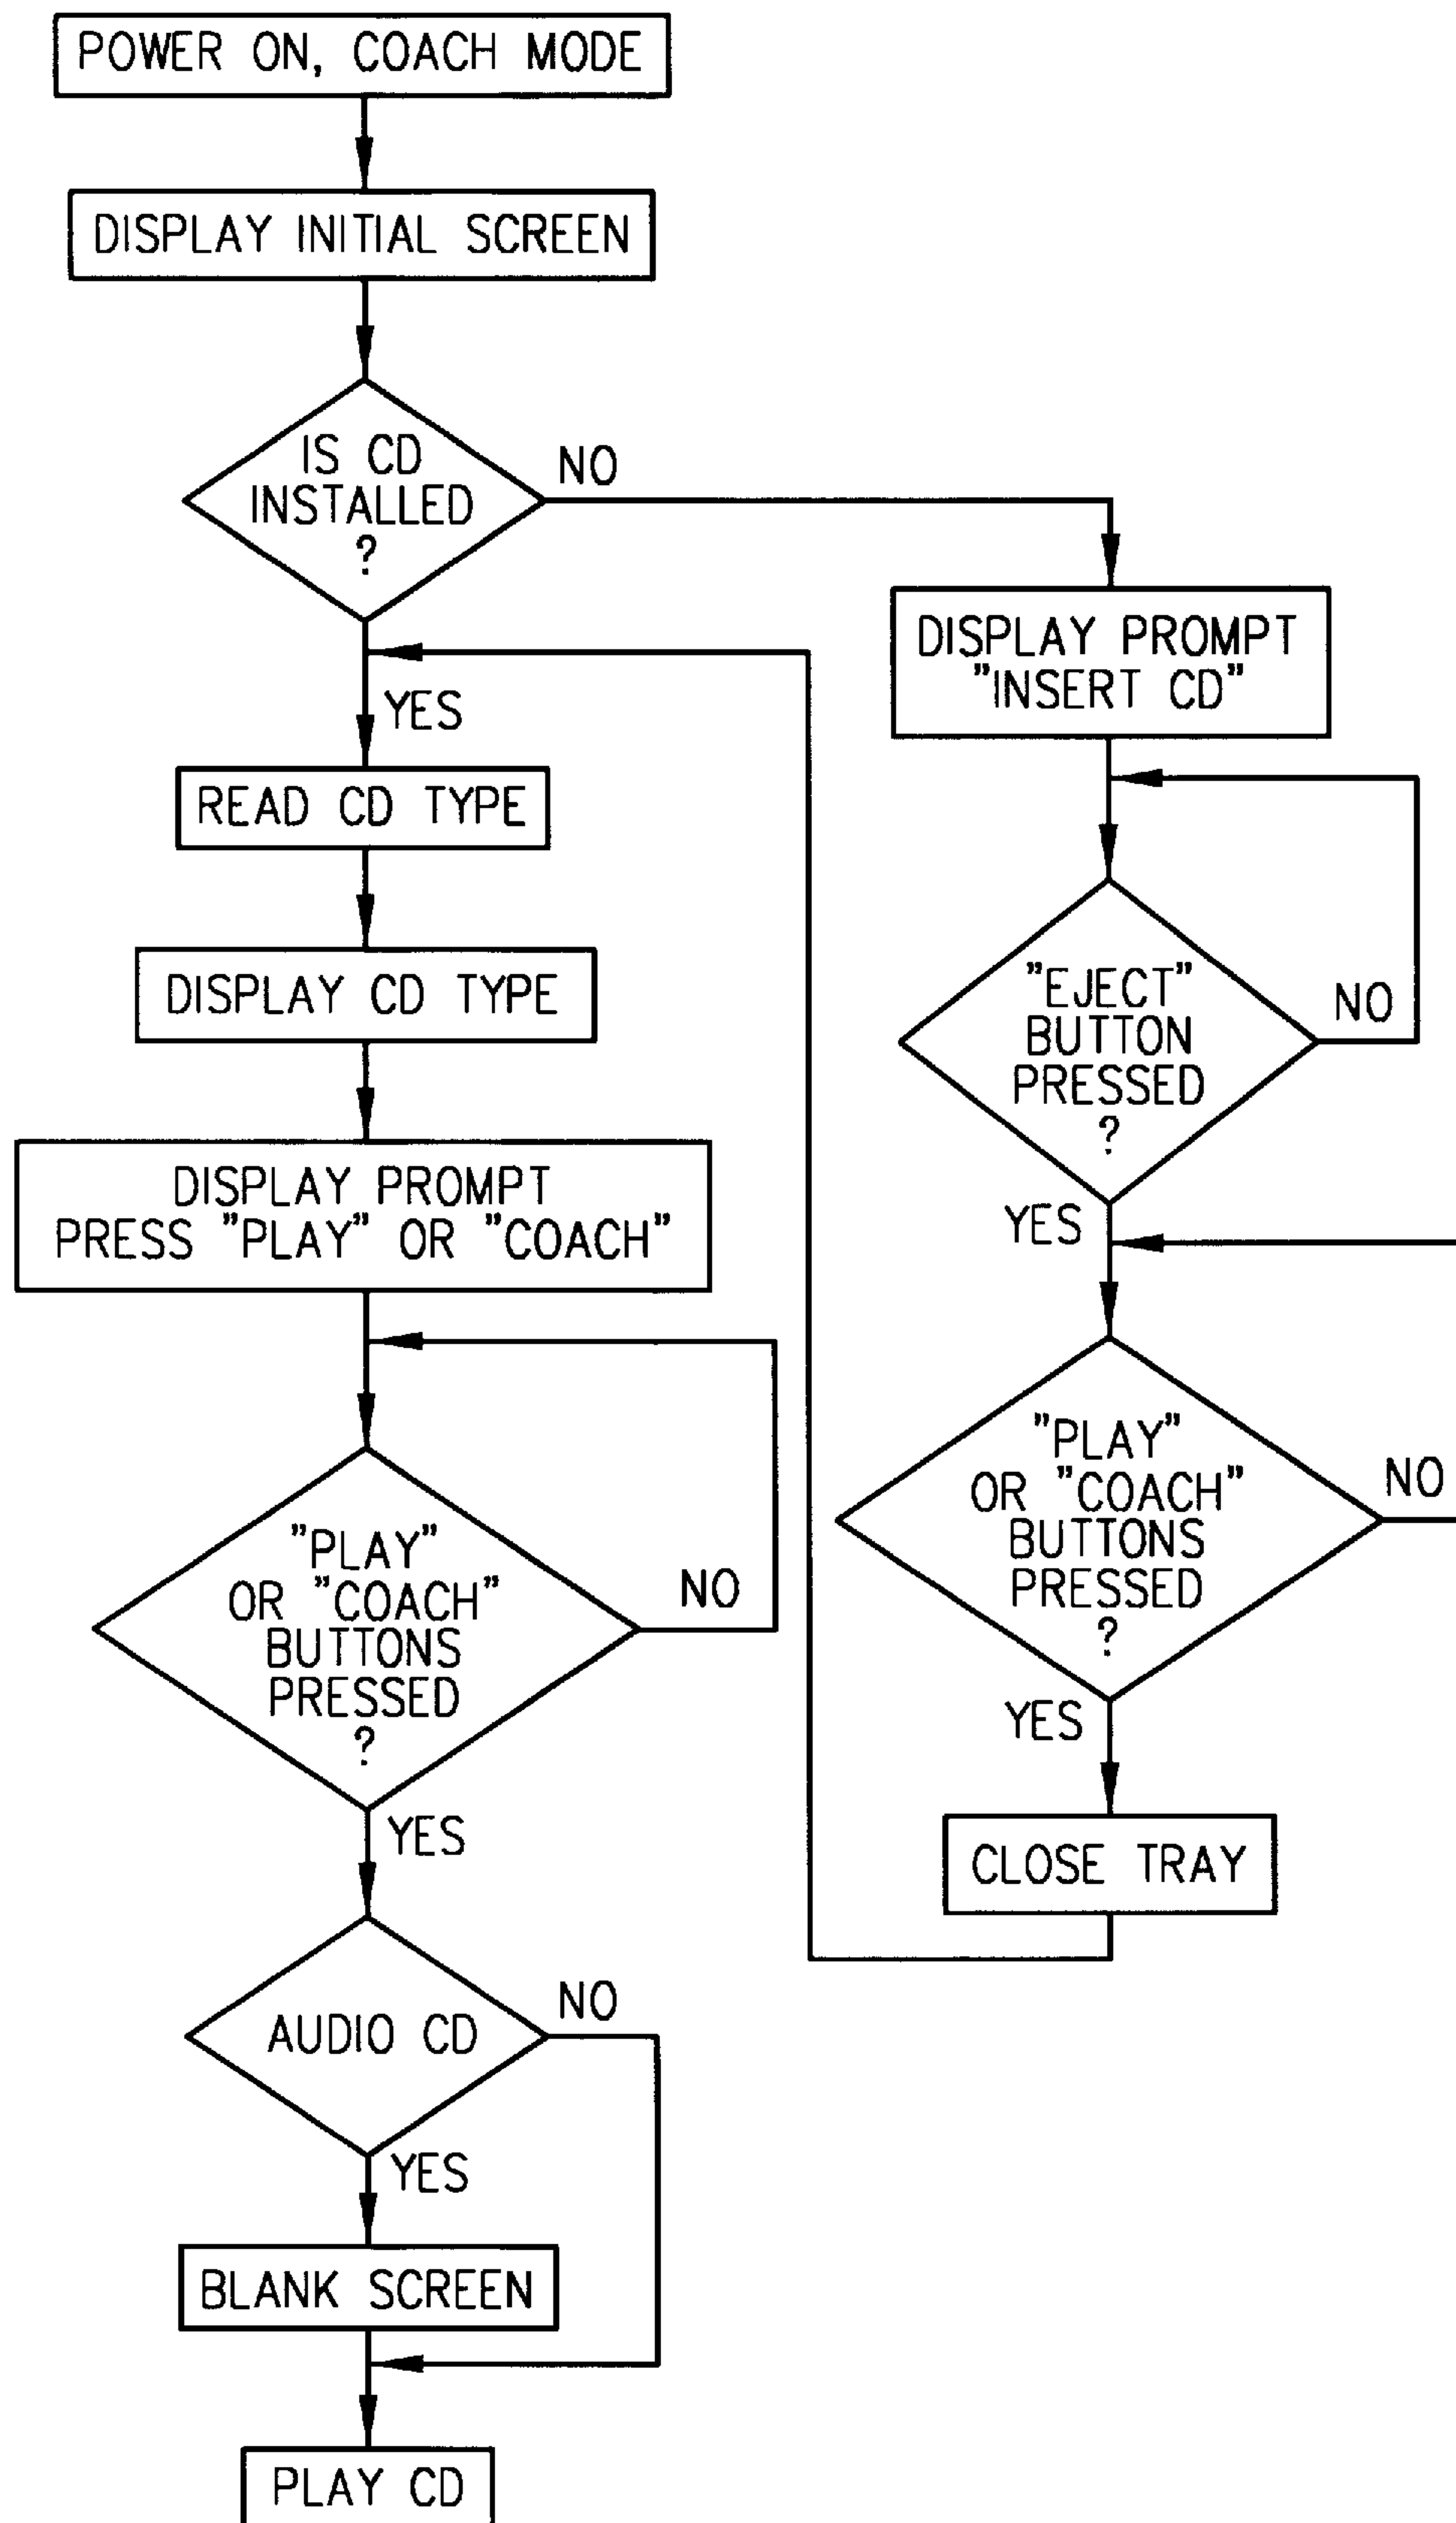 POWER ON, COACH MODE
DISPLAY INITIAL SCREEN
IS CD
INSTALLED
?
NO
YES
READ CD TYPE
DISPLAY CD TYPE
DISPLAY PROMPT
PRESS "PLAY" OR "COACH"
"PLAY"
OR "COACH"
BUTTONS
PRESSED
?
NO
YES
AUDIO CD
NO
YES
BLANK SCREEN
PLAY CD
DISPLAY PROMPT
"INSERT CD"
"EJECT"
BUTTON
PRESSED
?
NO
YES
"PLAY"
OR "COACH"
BUTTONS
PRESSED
?
NO
YES
CLOSE TRAY